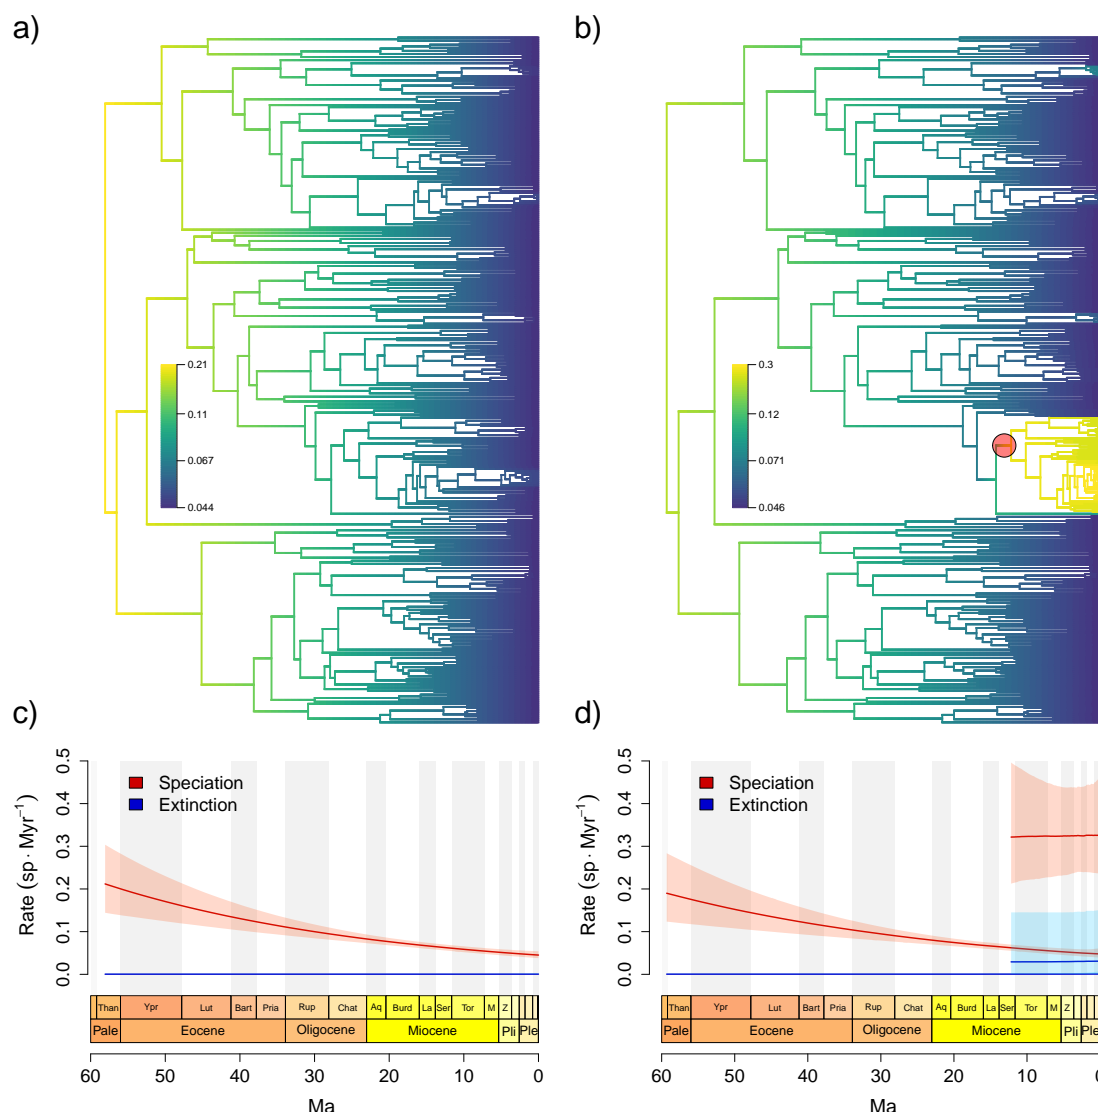 a)
b)
0.21
0.11
0.067
0.044
0.3
0.12
0.071
0.046
c)
d)
Rate (sp · Myr⁻¹)
0.0 0.1 0.2 0.3 0.4 0.5
Speciation
Extinction
Than Ypr Lut Bart Pria Rup Chat Aq Burd La Ser Tor M Z
Pale Eocene Oligocene Miocene Pli Ple
60 50 40 30 20 10 0
Ma
Rate (sp · Myr⁻¹)
0.0 0.1 0.2 0.3 0.4 0.5
Speciation
Extinction
Than Ypr Lut Bart Pria Rup Chat Aq Burd La Ser Tor M Z
Pale Eocene Oligocene Miocene Pli Ple
60 50 40 30 20 10 0
Ma